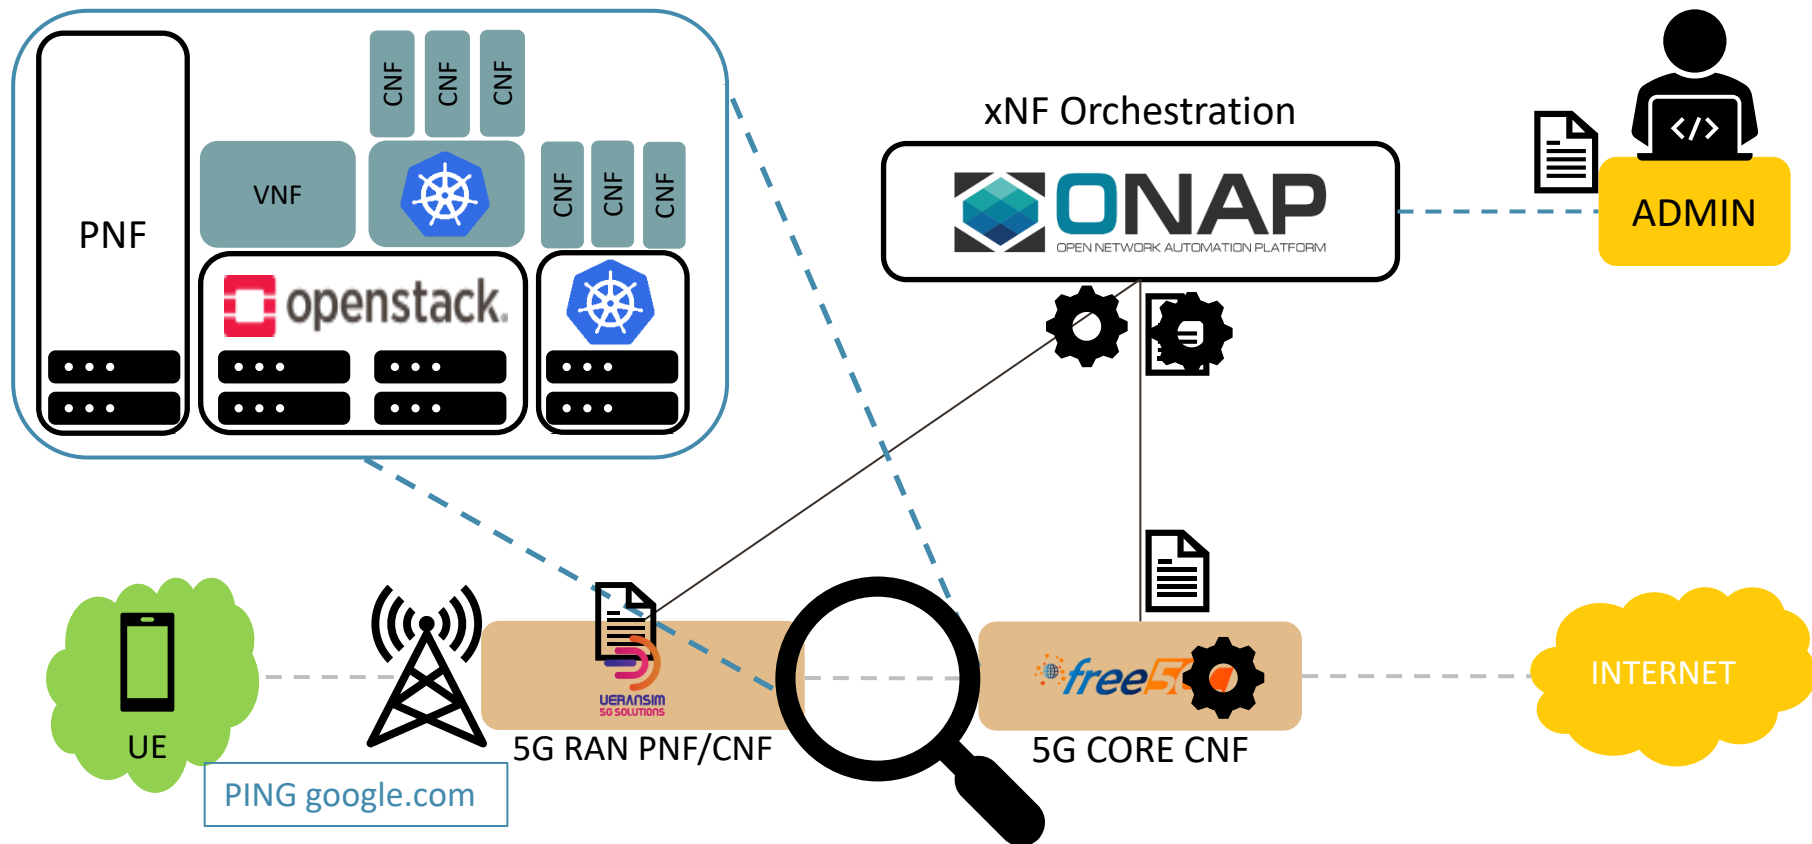 CNF
CNF
CNF
xNF Orchestration
</>
VNF
CNF
CNF
CNF
PNF
ONAP
OPEN NETWORK AUTOMATION PLATFORM
ADMIN
openstack.
UERANSIM
5G SOLUTIONS
free5
INTERNET
UE
5G RAN PNF/CNF
5G CORE CNF
PING google.com